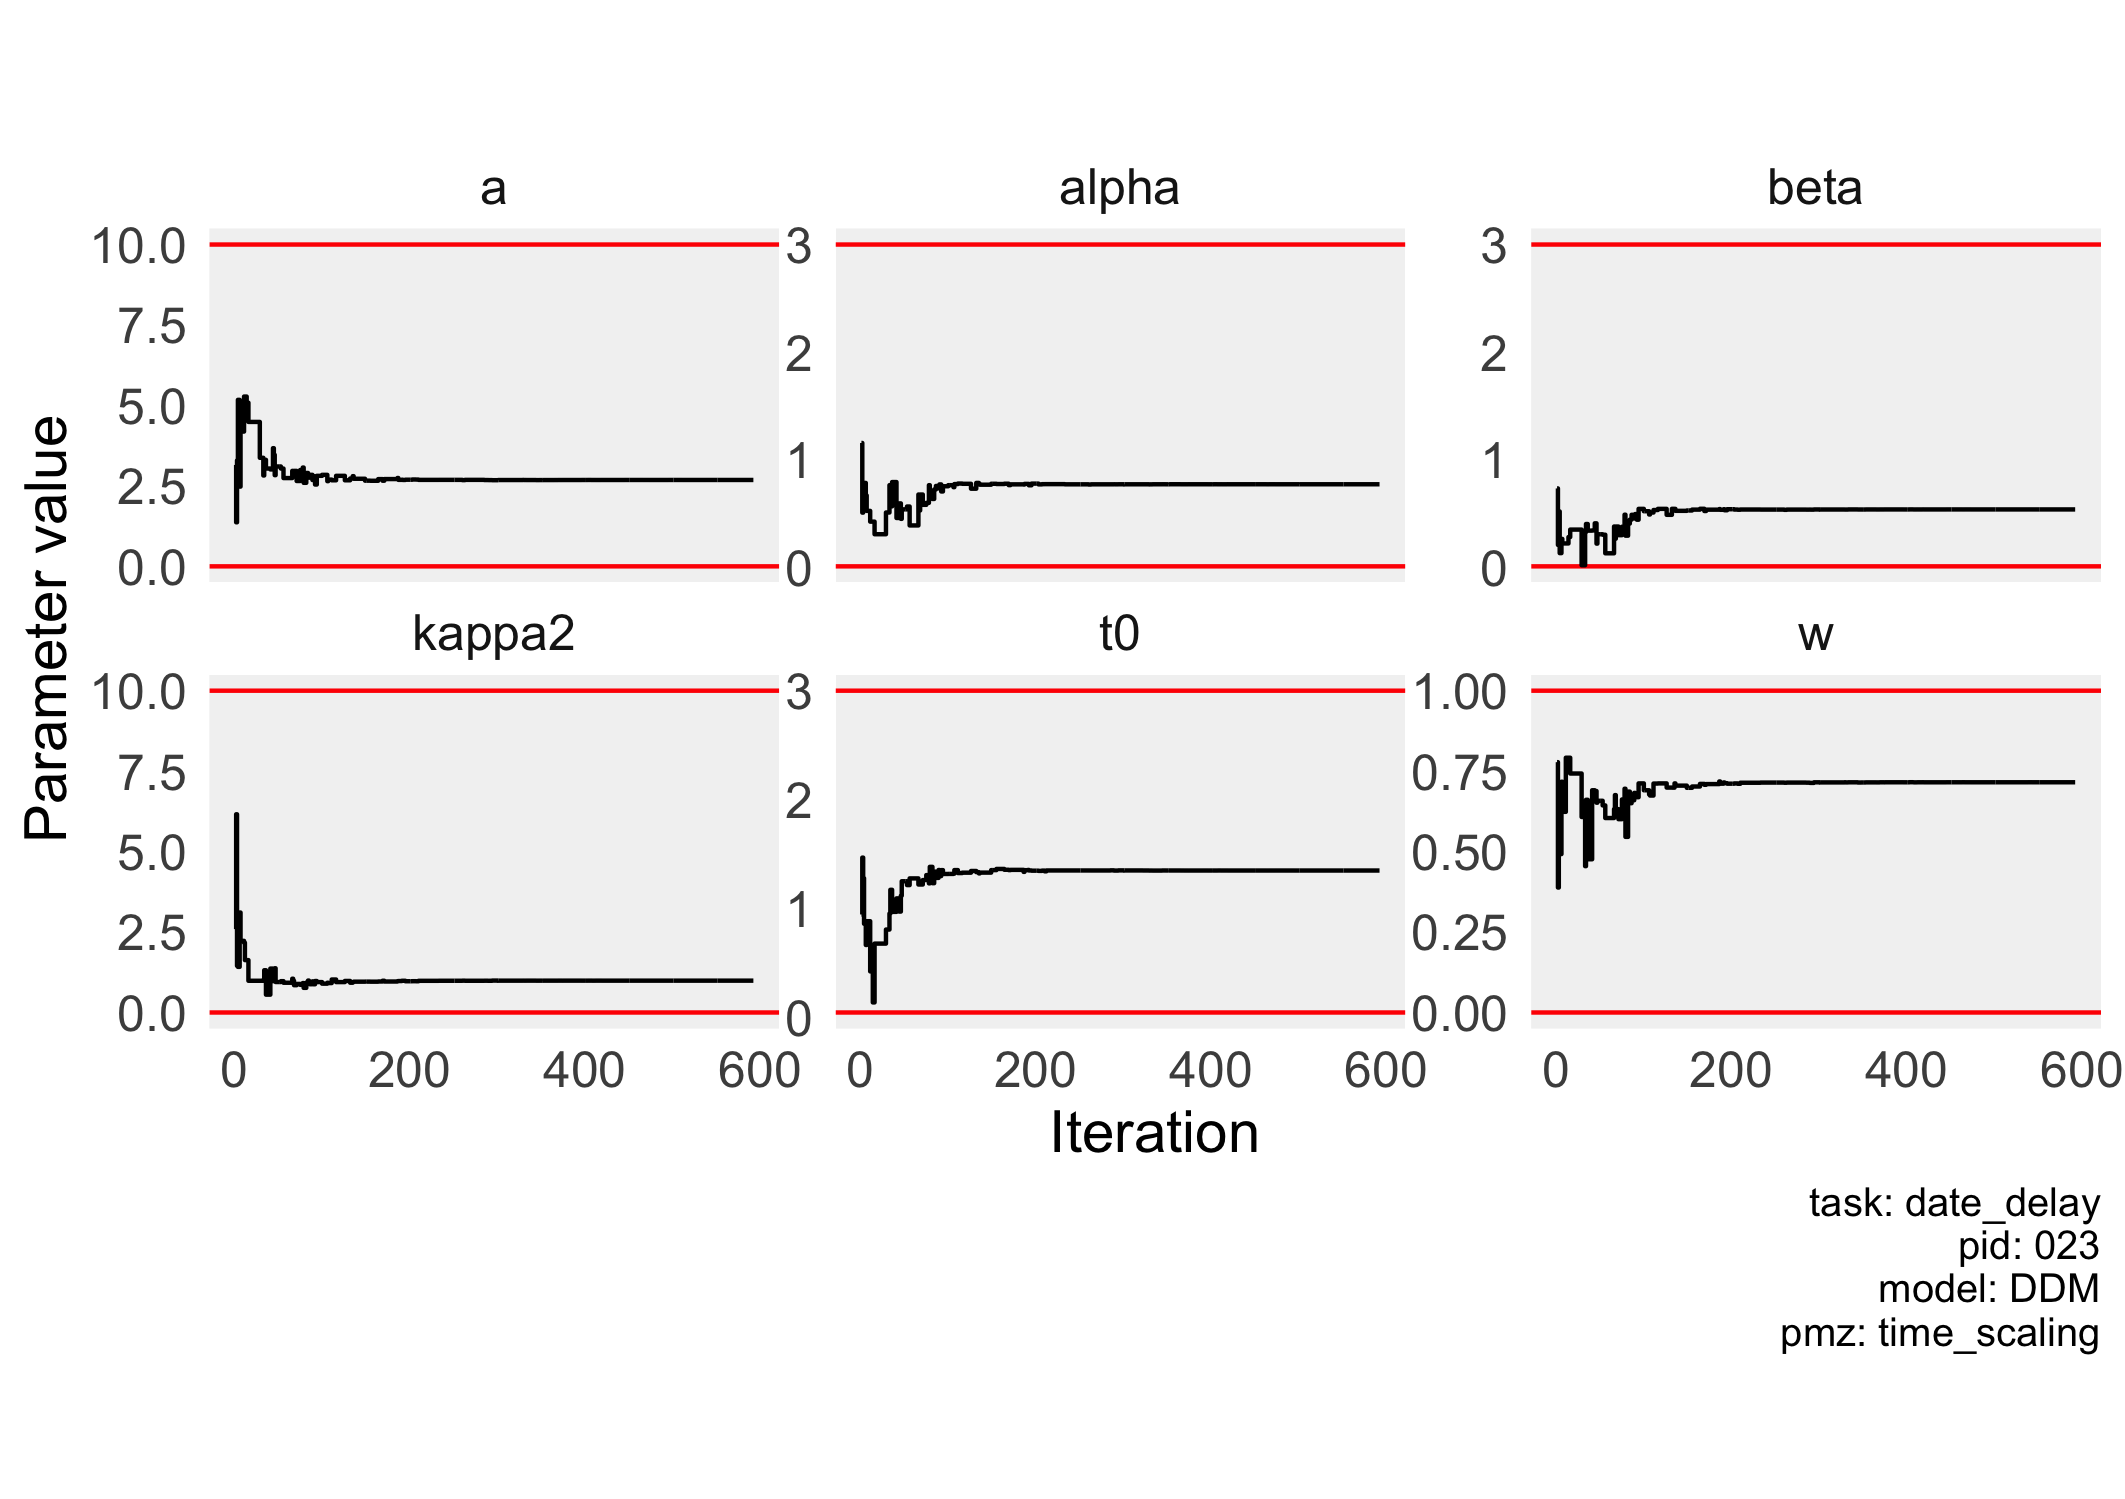 a alpha beta
10.0 3 3
7.5 2 2
5.0 1 1
2.5 0 0
0.0
kappa2 t0 w
10.0 3 1.00
7.5 2 0.75
5.0 1 0.50
2.5 0 0.25
0.0 0.00
0 200 400 600 0 200 400 600 0 200 400 600
Parameter value
Iteration
task: date_delay
pid: 023
model: DDM
pmz: time_scaling